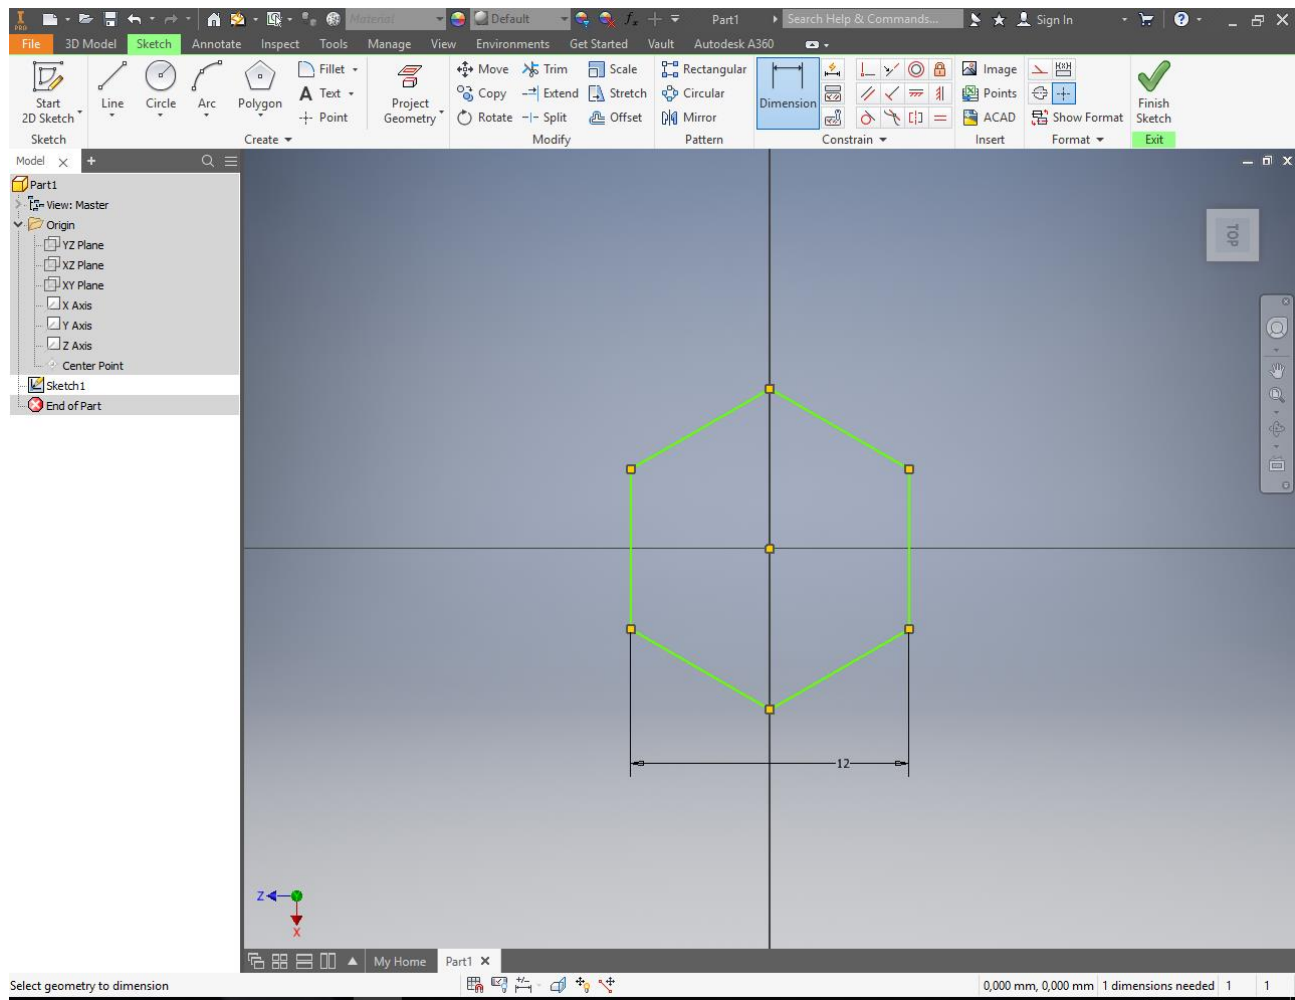 PRO Material Default fx Part1 Search Help & Commands... Sign In ?
File 3D Model Sketch Annotate Inspect Tools Manage View Environments Get Started Vault Autodesk A360
Start 2D Sketch
Line
Circle
Arc
Polygon
Fillet
A Text
Point
Project Geometry
Move Trim Scale
Copy Extend Stretch
Rotate Split Offset
Rectangular
Circular
Mirror
Dimension
Image
Points
ACAD
Show Format
Finish Sketch
Sketch Create Modify Pattern Constrain Insert Format Exit
Model × +
Part1
View: Master
Origin
YZ Plane
XZ Plane
XY Plane
X Axis
Y Axis
Z Axis
Center Point
Sketch1
End of Part
TOP
12
Z
X
My Home Part1 ×
Select geometry to dimension
0,000 mm, 0,000 mm 1 dimensions needed 1 1